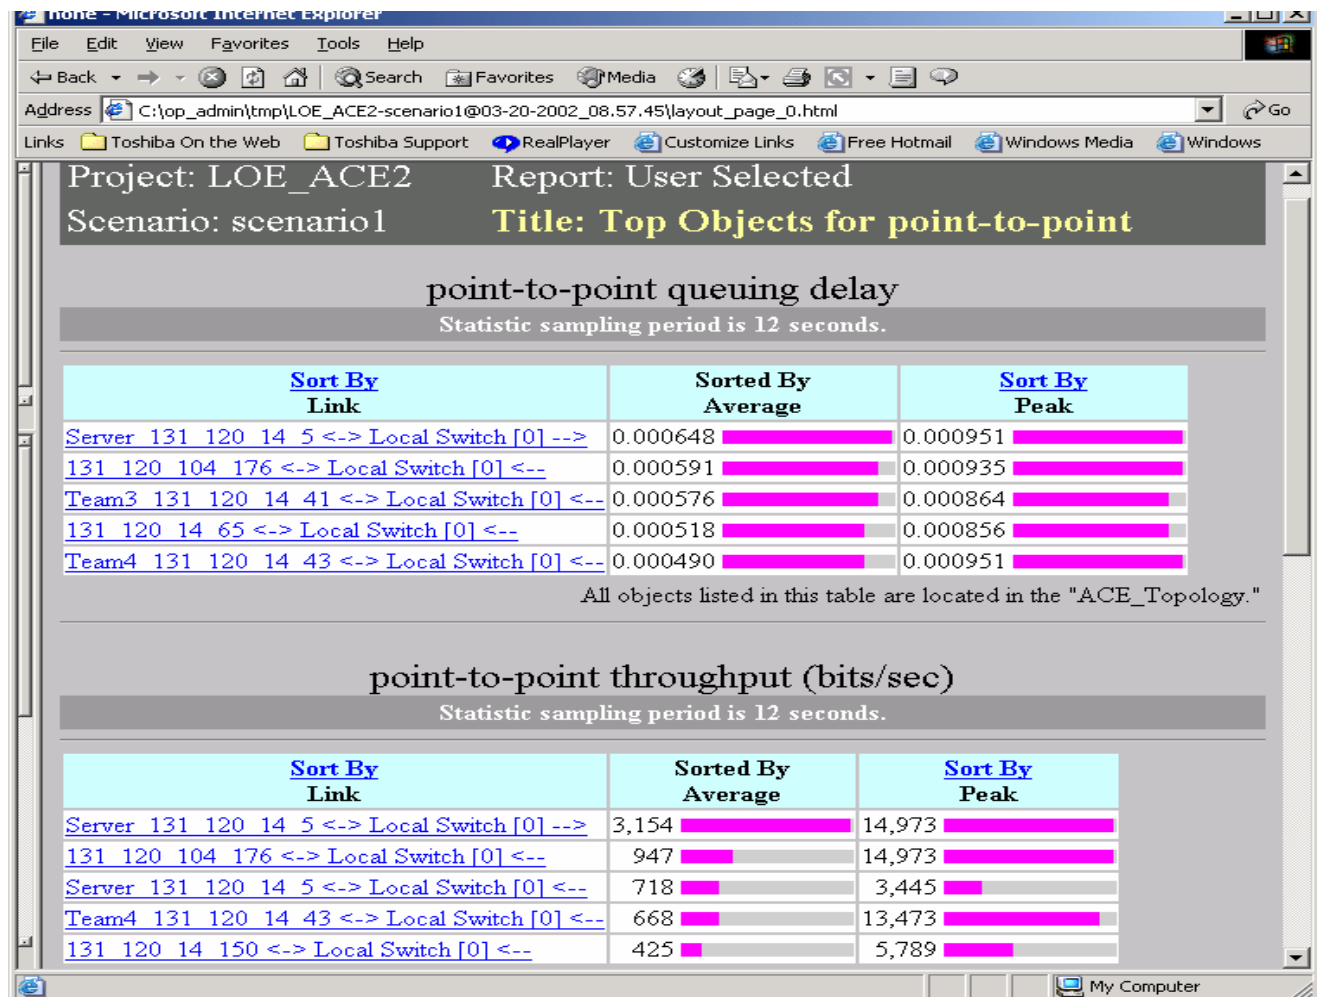 none - Microsoft Internet Explorer
File Edit View Favorites Tools Help
Back Search Favorites Media
Address C:\op_admin\tmp\LOE_ACE2-scenario1@03-20-2002_08.57.45\layout_page_0.html Go
Links Toshiba On the Web Toshiba Support RealPlayer Customize Links Free Hotmail Windows Media Windows
Project: LOE_ACE2 Report: User Selected
Scenario: scenario1 Title: Top Objects for point-to-point
point-to-point queuing delay
Statistic sampling period is 12 seconds.
Sort By Sorted By Sort By
Link Average Peak
Server_131_120_14_5 <-> Local Switch [0] --> 0.000648 0.000951
131_120_104_176 <-> Local Switch [0] <-- 0.000591 0.000935
Team3_131_120_14_41 <-> Local Switch [0] <-- 0.000576 0.000864
131_120_14_65 <-> Local Switch [0] <-- 0.000518 0.000856
Team4_131_120_14_43 <-> Local Switch [0] <-- 0.000490 0.000951
All objects listed in this table are located in the "ACE_Topology."
point-to-point throughput (bits/sec)
Statistic sampling period is 12 seconds.
Sort By Sorted By Sort By
Link Average Peak
Server_131_120_14_5 <-> Local Switch [0] --> 3,154 14,973
131_120_104_176 <-> Local Switch [0] <-- 947 14,973
Server_131_120_14_5 <-> Local Switch [0] <-- 718 3,445
Team4_131_120_14_43 <-> Local Switch [0] <-- 668 13,473
131_120_14_150 <-> Local Switch [0] <-- 425 5,789
My Computer